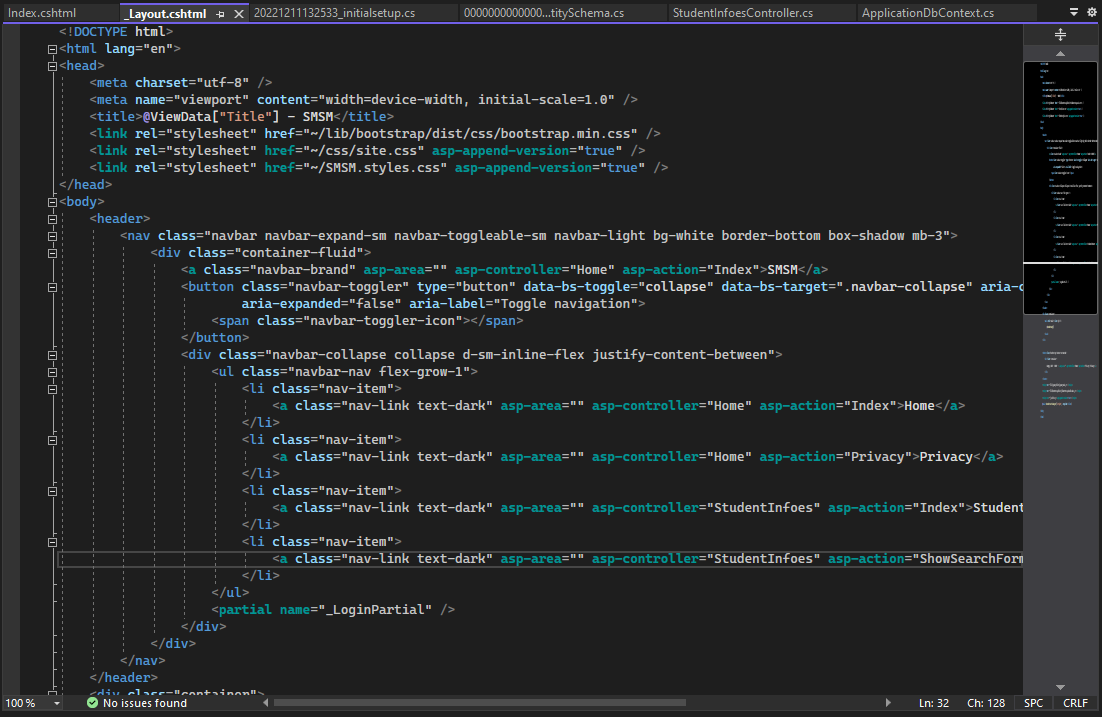 Index.cshtml
_Layout.cshtml
20221211132533_initialsetup.cs
0000000000000...titySchema.cs
StudentInfoesController.cs
ApplicationDbContext.cs
<!DOCTYPE html>
<html lang="en">
<head>
<meta charset="utf-8" />
<meta name="viewport" content="width=device-width, initial-scale=1.0" />
<title>@ViewData["Title"] - SMSM</title>
<link rel="stylesheet" href="~/lib/bootstrap/dist/css/bootstrap.min.css" />
<link rel="stylesheet" href="~/css/site.css" asp-append-version="true" />
<link rel="stylesheet" href="~/SMSM.styles.css" asp-append-version="true" />
</head>
<body>
<header>
<nav class="navbar navbar-expand-sm navbar-toggleable-sm navbar-light bg-white border-bottom box-shadow mb-3">
<div class="container-fluid">
<a class="navbar-brand" asp-area="" asp-controller="Home" asp-action="Index">SMSM</a>
<button class="navbar-toggler" type="button" data-bs-toggle="collapse" data-bs-target=".navbar-collapse" aria-c
aria-expanded="false" aria-label="Toggle navigation">
<span class="navbar-toggler-icon"></span>
</button>
<div class="navbar-collapse collapse d-sm-inline-flex justify-content-between">
<ul class="navbar-nav flex-grow-1">
<li class="nav-item">
<a class="nav-link text-dark" asp-area="" asp-controller="Home" asp-action="Index">Home</a>
</li>
<li class="nav-item">
<a class="nav-link text-dark" asp-area="" asp-controller="Home" asp-action="Privacy">Privacy</a>
</li>
<li class="nav-item">
<a class="nav-link text-dark" asp-area="" asp-controller="StudentInfoes" asp-action="Index">Student
</li>
<li class="nav-item">
<a class="nav-link text-dark" asp-area="" asp-controller="StudentInfoes" asp-action="ShowSearchForm
</li>
</ul>
<partial name="_LoginPartial" />
</div>
</div>
</nav>
</header>
<div class="container">
100 %
No issues found
Ln: 32
Ch: 128
SPC
CRLF